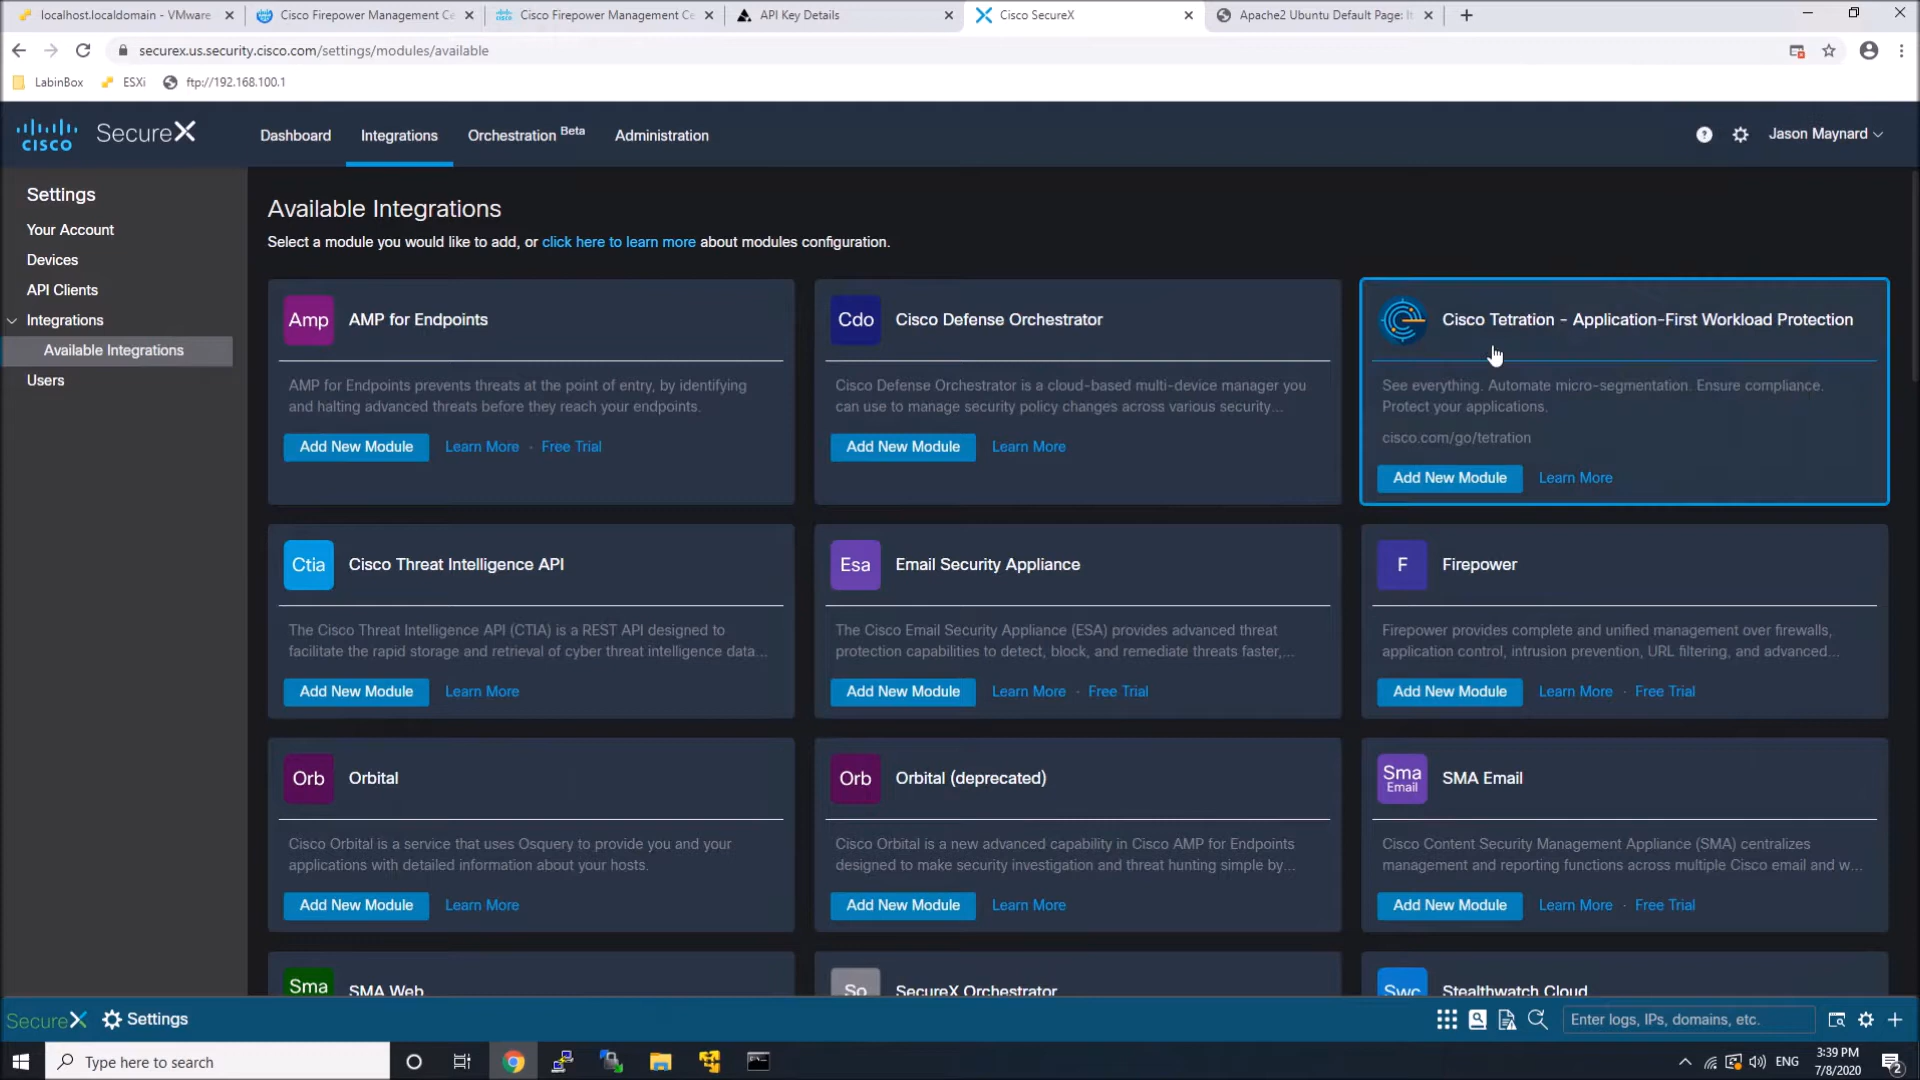 localhost.localdomain - VMware
Cisco Firepower Management Ce
Cisco Firepower Management Ce
API Key Details
Cisco SecureX
Apache2 Ubuntu Default Page: It
securex.us.security.cisco.com/settings/modules/available
LabinBox
ESXi
ftp://192.168.100.1
cisco SecureX
Dashboard
Integrations
Orchestration Beta
Administration
?
Jason Maynard
Settings
Your Account
Devices
API Clients
Integrations
Available Integrations
Users
Available Integrations
Select a module you would like to add, or click here to learn more about modules configuration.
Amp AMP for Endpoints
AMP for Endpoints prevents threats at the point of entry, by identifying
and halting advanced threats before they reach your endpoints.
Add New Module Learn More · Free Trial
Cdo Cisco Defense Orchestrator
Cisco Defense Orchestrator is a cloud-based multi-device manager you
can use to manage security policy changes across various security...
Add New Module Learn More
Cisco Tetration - Application-First Workload Protection
See everything. Automate micro-segmentation. Ensure compliance.
Protect your applications.
cisco.com/go/tetration
Add New Module Learn More
Ctia Cisco Threat Intelligence API
The Cisco Threat Intelligence API (CTIA) is a REST API designed to
facilitate the rapid storage and retrieval of cyber threat intelligence data...
Add New Module Learn More
Esa Email Security Appliance
The Cisco Email Security Appliance (ESA) provides advanced threat
protection capabilities to detect, block, and remediate threats faster,...
Add New Module Learn More · Free Trial
F Firepower
Firepower provides complete and unified management over firewalls,
application control, intrusion prevention, URL filtering, and advanced...
Add New Module Learn More · Free Trial
Orb Orbital
Cisco Orbital is a service that uses Osquery to provide you and your
applications with detailed information about your hosts.
Add New Module Learn More
Orb Orbital (deprecated)
Cisco Orbital is a new advanced capability in Cisco AMP for Endpoints
designed to make security investigation and threat hunting simple by...
Add New Module Learn More
Sma Email SMA Email
Cisco Content Security Management Appliance (SMA) centralizes
management and reporting functions across multiple Cisco email and w...
Add New Module Learn More · Free Trial
Sma SMA Web
So SecureX Orchestrator
Swc Stealthwatch Cloud
SecureX Settings
Enter logs, IPs, domains, etc.
Type here to search
ENG
3:39 PM
7/8/2020
2